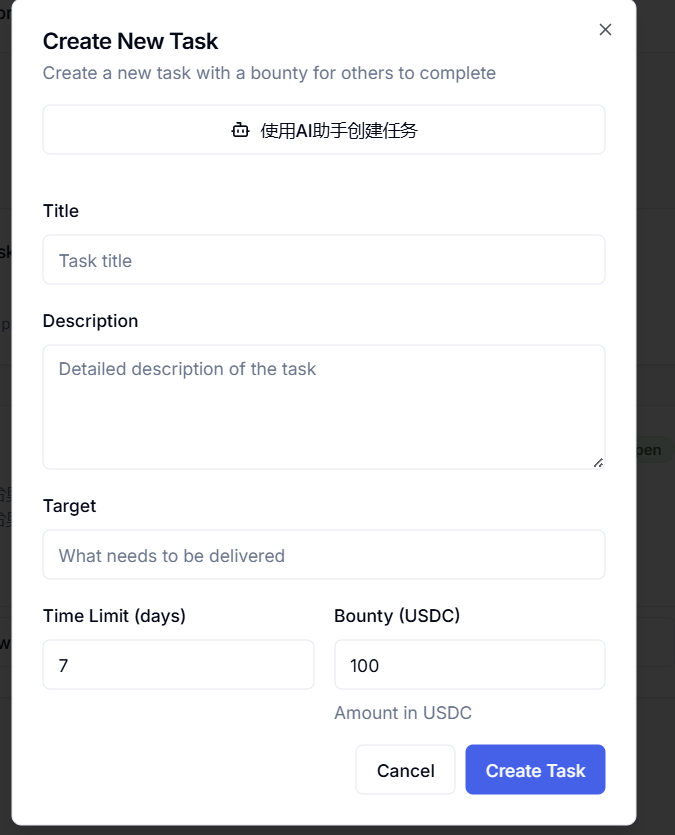 Create New Task
Create a new task with a bounty for others to complete
使用AI助手创建任务
Title
Task title
Description
Detailed description of the task
Target
What needs to be delivered
Time Limit (days)
Bounty (USDC)
7
100
Amount in USDC
Cancel
Create Task